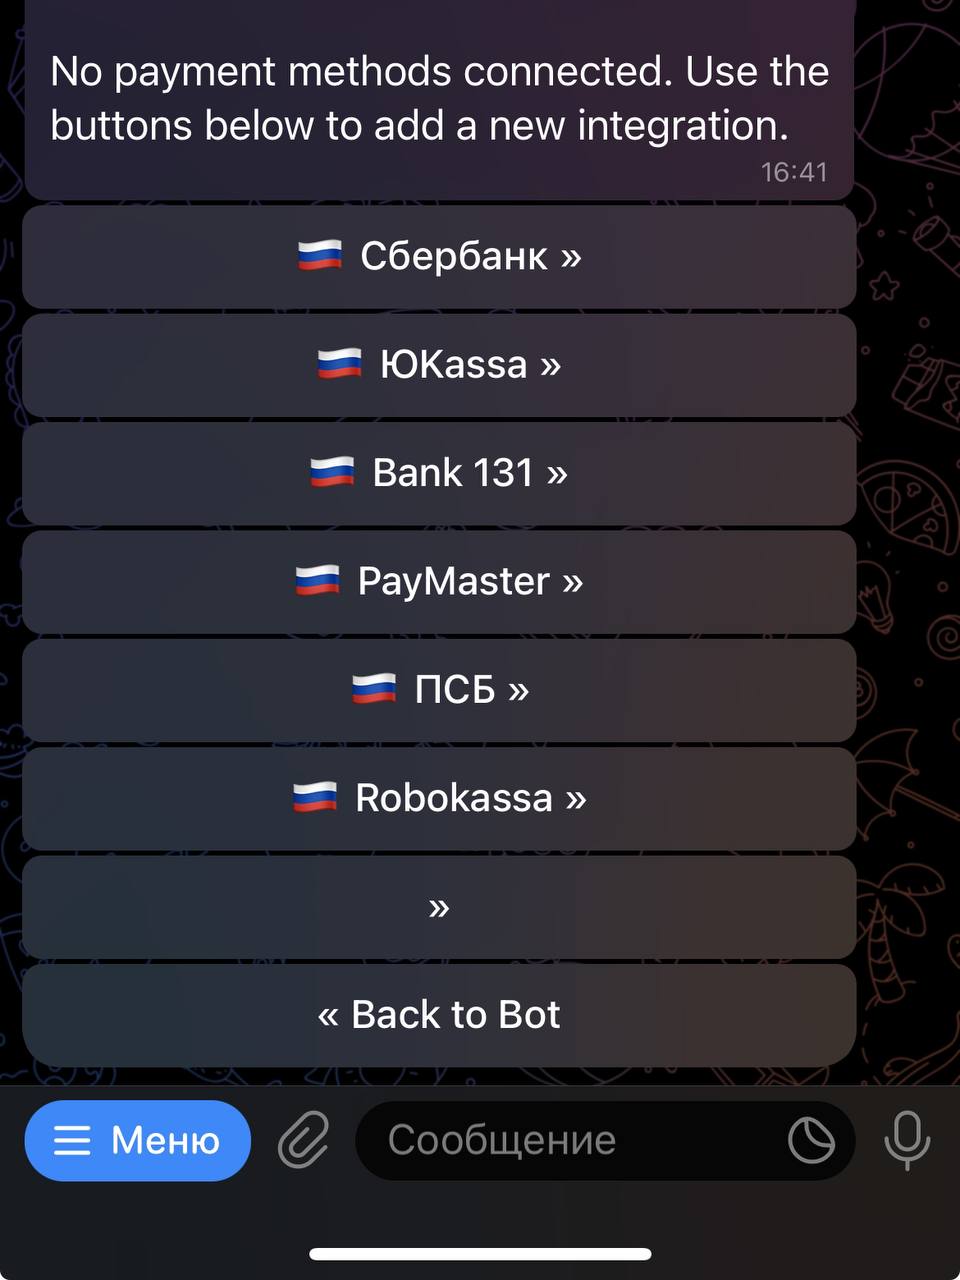 No payment methods connected. Use the
buttons below to add a new integration.
16:41
🇷🇺 Сбербанк »
🇷🇺 ЮKassa »
🇷🇺 Bank 131 »
🇷🇺 PayMaster »
🇷🇺 ПСБ »
🇷🇺 Robokassa »
»
« Back to Bot
Меню
Сообщение